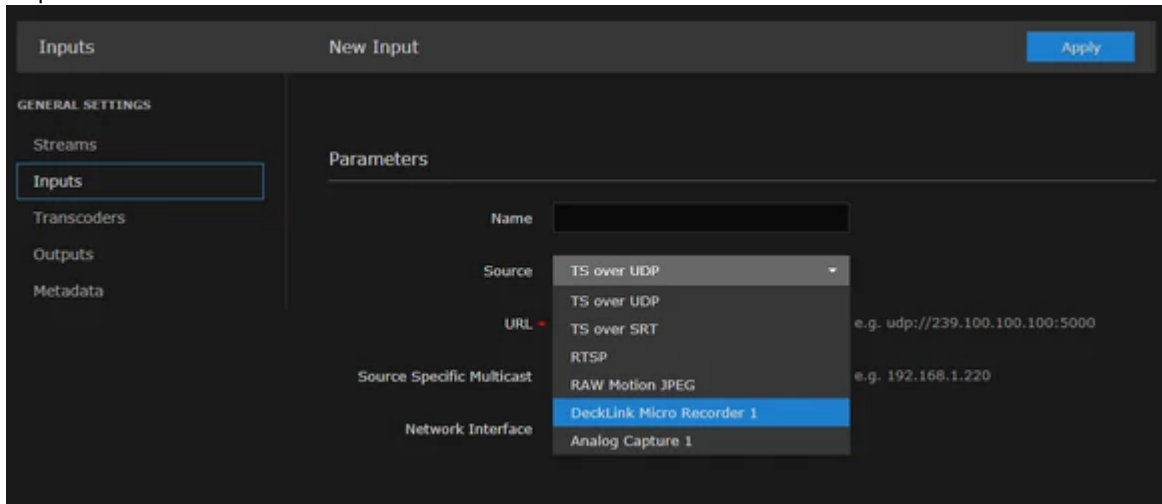 Inputs
New Input
Apply
GENERAL SETTINGS
Streams
Inputs
Transcoders
Outputs
Metadata
Parameters
Name
Source
TS over UDP
TS over UDP
URL *
TS over SRT
e.g. udp://239.100.100.100:5000
RTSP
Source Specific Multicast
RAW Motion JPEG
e.g. 192.168.1.220
DeckLink Micro Recorder 1
Network Interface
Analog Capture 1